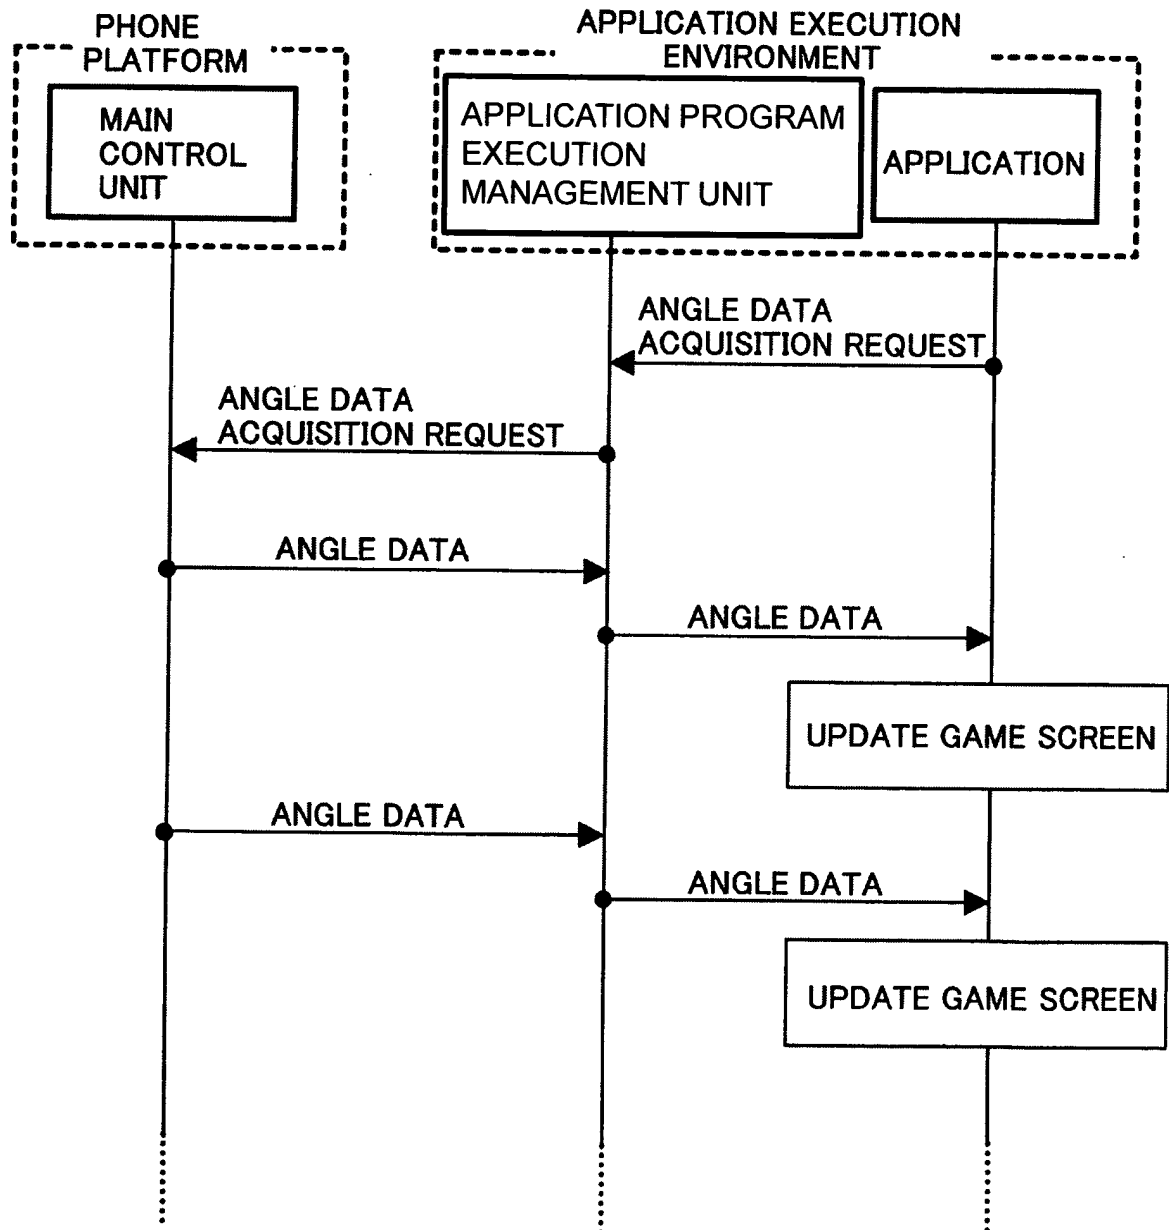 PHONE
PLATFORM
APPLICATION EXECUTION
ENVIRONMENT
MAIN
CONTROL
UNIT
APPLICATION PROGRAM
EXECUTION
MANAGEMENT UNIT
APPLICATION
ANGLE DATA
ACQUISITION REQUEST
ANGLE DATA
ACQUISITION REQUEST
ANGLE DATA
ANGLE DATA
UPDATE GAME SCREEN
ANGLE DATA
ANGLE DATA
UPDATE GAME SCREEN